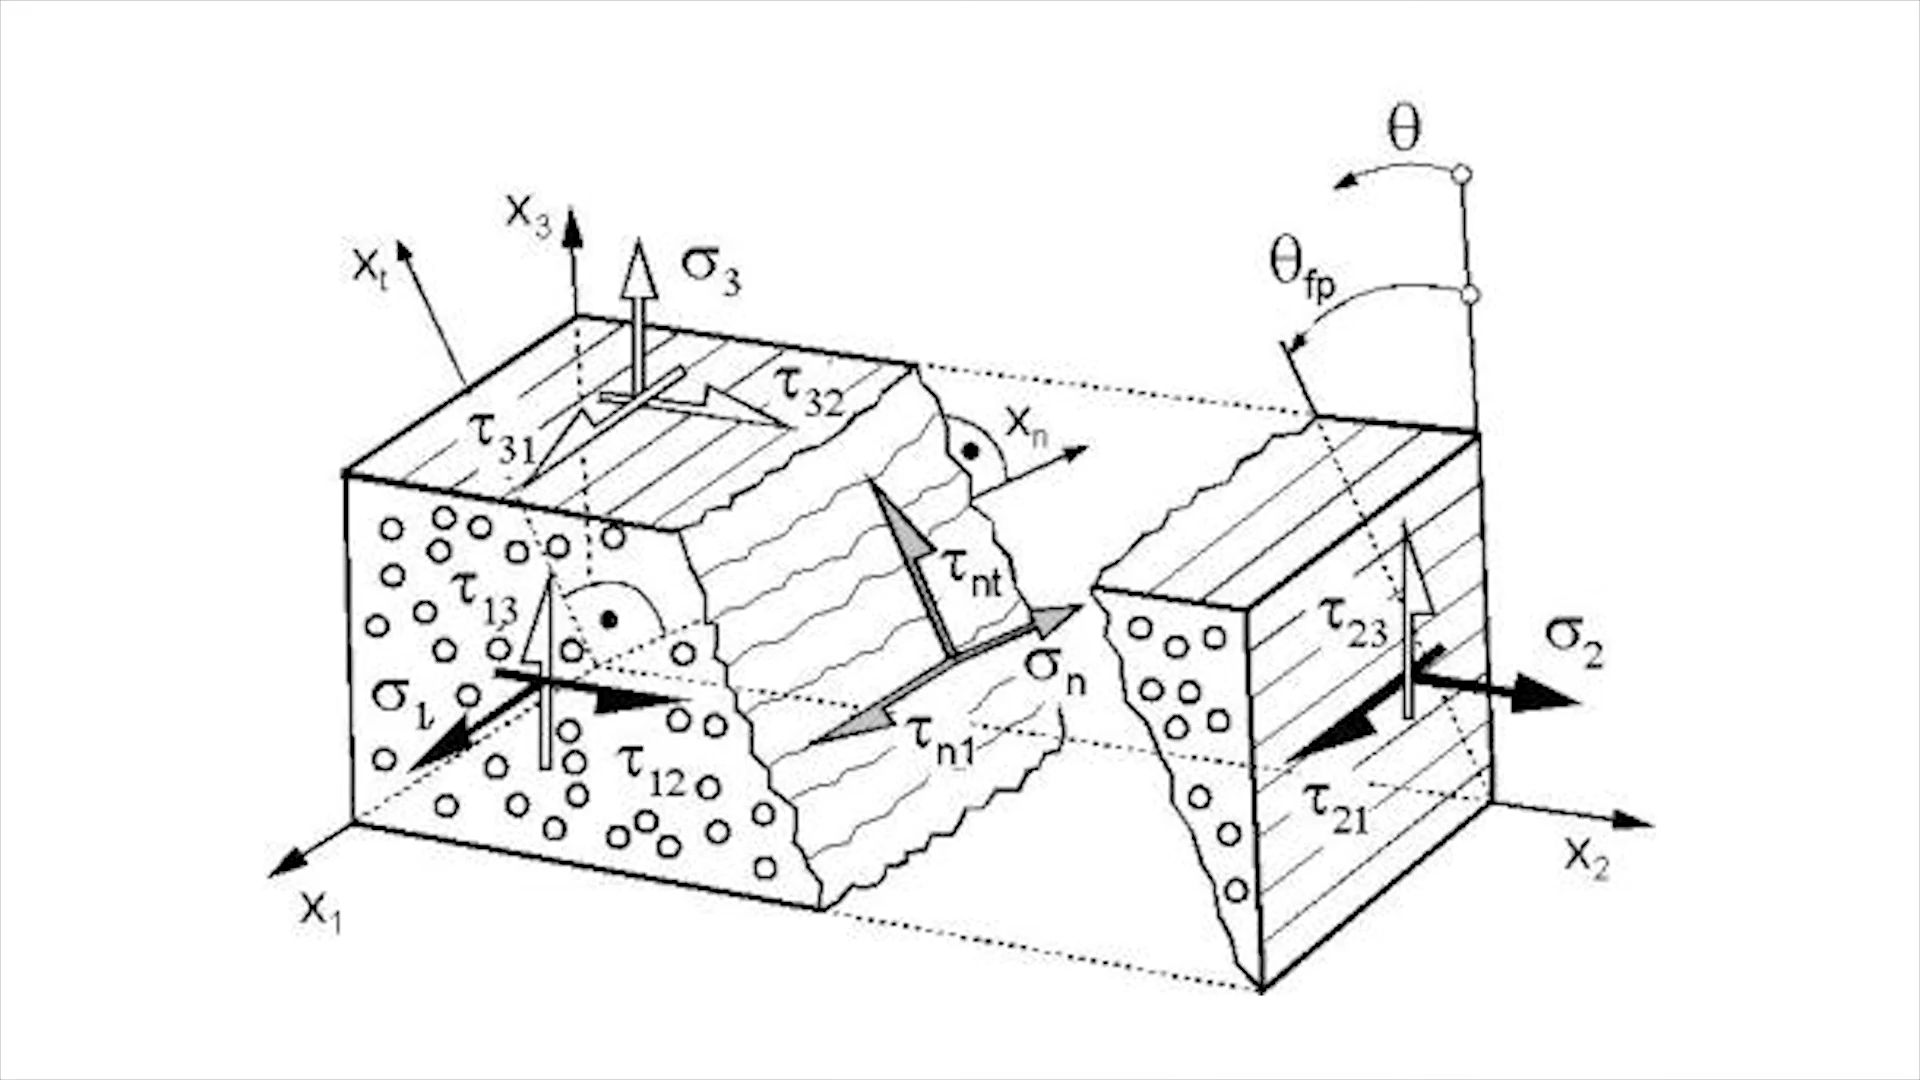 θ
x₃
xₜ
σ₃
θfp
τ₃₂
τ₃₁
xₙ
τₙₜ
τ₁₃
τ₂₃
σ₂
σₙ
σ₁
τₙ₁
τ₁₂
τ₂₁
x₂
x₁